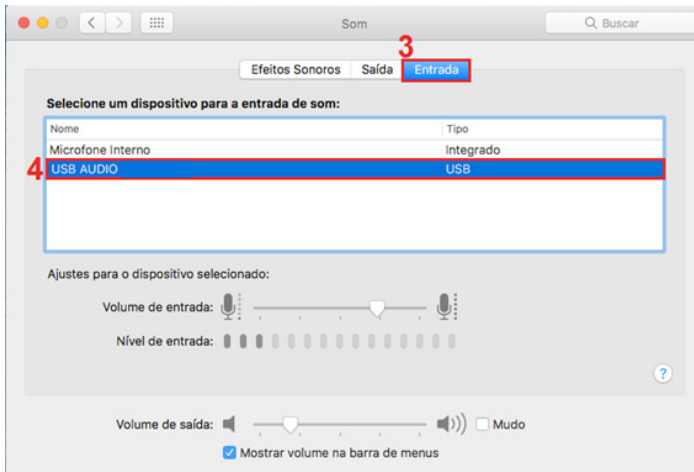 Som
Buscar
3
Efeitos Sonoros Saída Entrada
Selecione um dispositivo para a entrada de som:
Nome Tipo
Microfone Interno Integrado
4 USB AUDIO USB
Ajustes para o dispositivo selecionado:
Volume de entrada:
Nível de entrada:
?
Volume de saída: Mudo
Mostrar volume na barra de menus